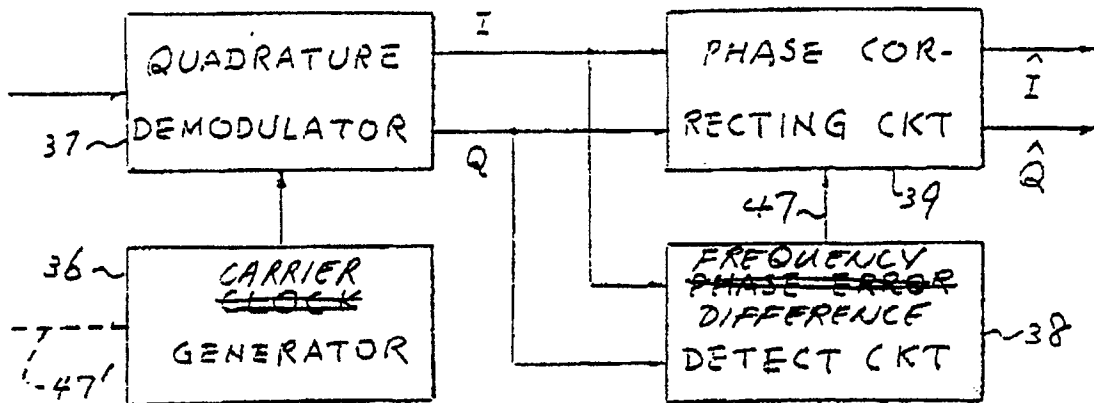 I
QUADRATURE
DEMODULATOR
37
Q
PHASE COR-
RECTING CKT
Î
Q̂
47
39
36
CARRIER
CLOCK
GENERATOR
47'
FREQUENCY
PHASE ERROR
DIFFERENCE
DETECT CKT
38